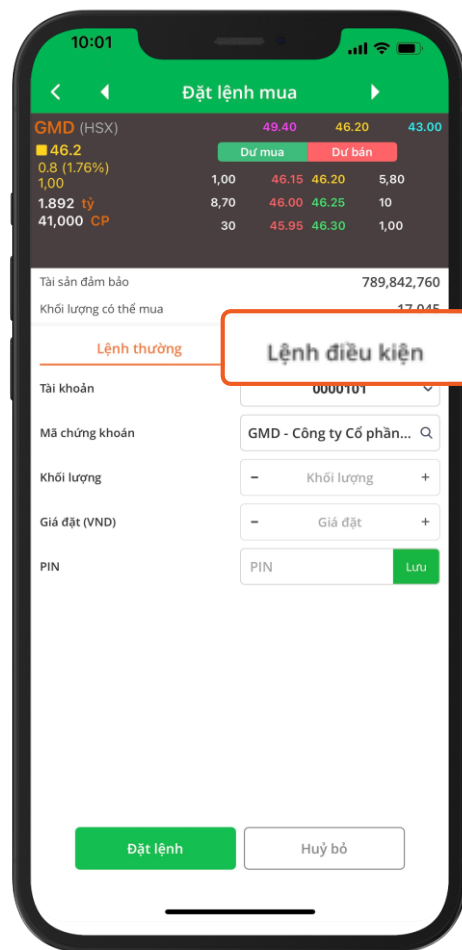 10:01
Đặt lệnh mua
GMD (HSX) 49.40 46.20 43.00
46.2 Dư mua Dư bán
0.8 (1.76%)
1,00 1,00 46.15 46.20 5,80
1.892 tỷ 8,70 46.00 46.25 10
41,000 CP 30 45.95 46.30 1,00
Tài sản đảm bảo 789,842,760
Khối lượng có thể mua 17,045
Lệnh thường Lệnh điều kiện
Tài khoản 0000101
Mã chứng khoán GMD - Công ty Cổ phần...
Khối lượng - Khối lượng +
Giá đặt (VND) - Giá đặt +
PIN PIN Lưu
Đặt lệnh Huỷ bỏ